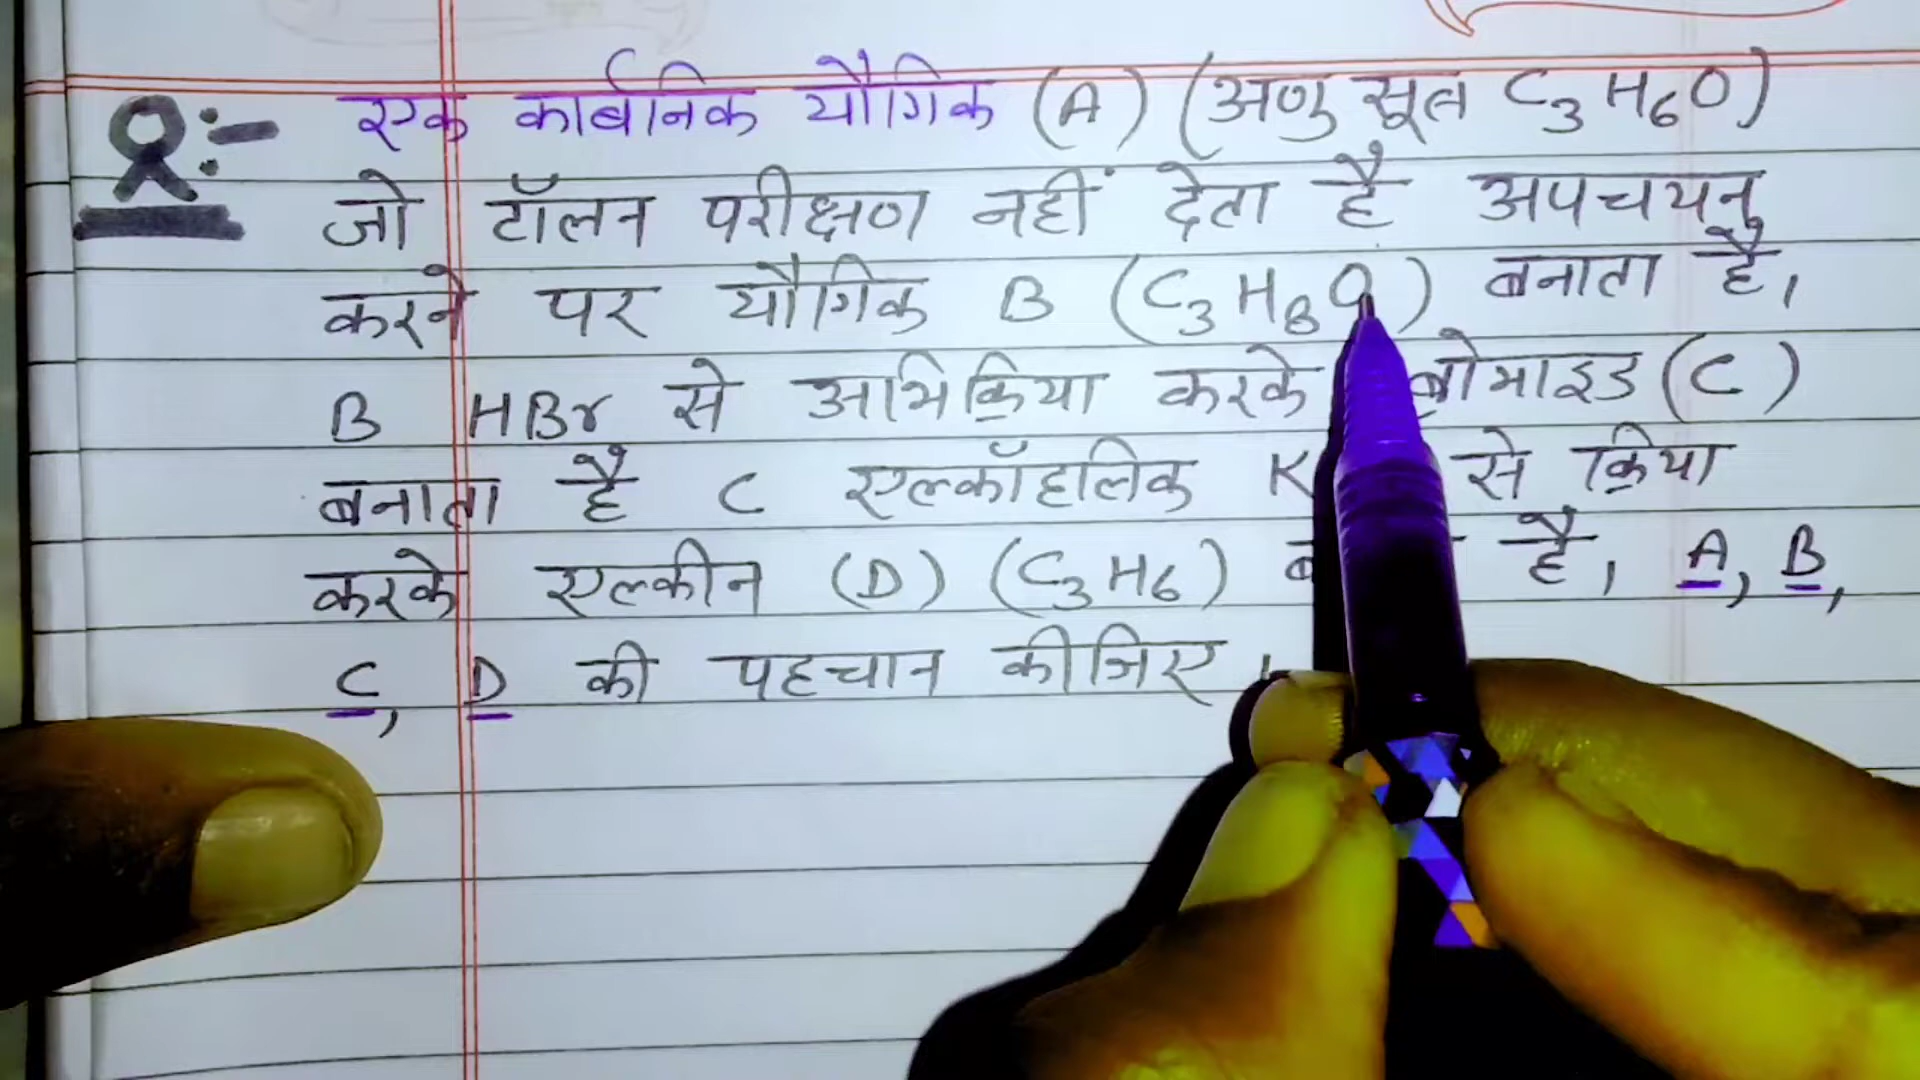 Q:- एक कार्बनिक यौगिक (A) (अणु सूत्र C₃H₆O)
जो टॉलन परीक्षण नहीं देता है अपचयन
करने पर यौगिक B (C₃H₈O) बनाता है,
B HBr से अभिक्रिया करके ब्रोमाइड (C)
बनाता है C एल्कॉहलिक से क्रिया
करके एल्कीन (D) (C₃H₆) है, A, B,
C, D की पहचान कीजिए।